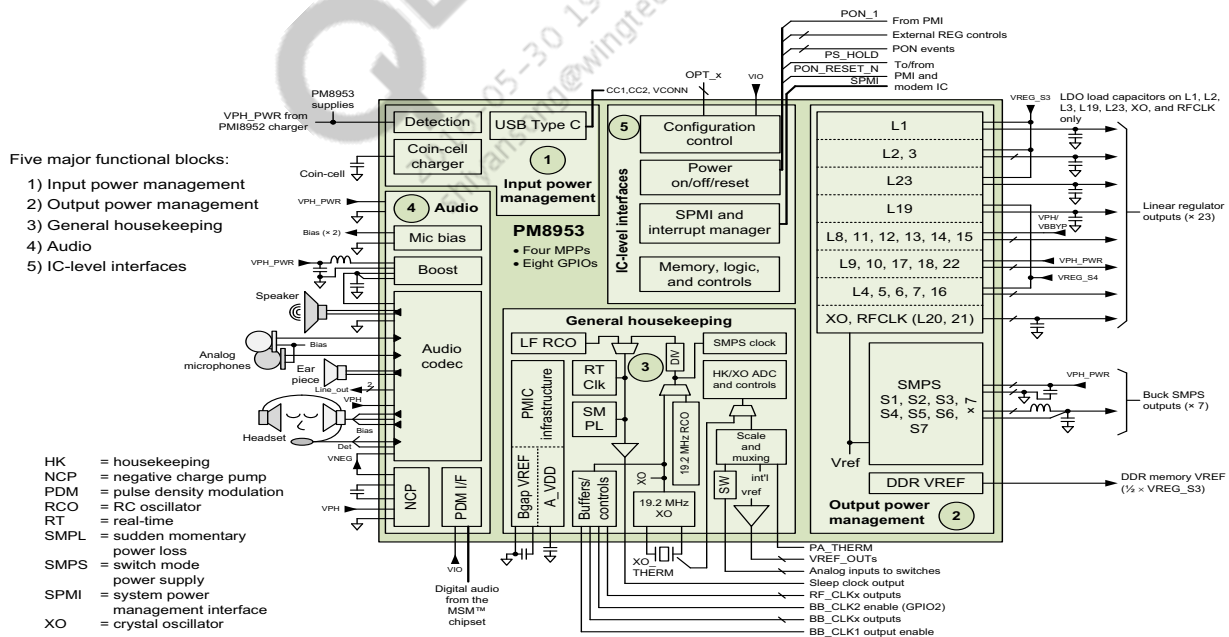 PON_1
From PMI
External REG controls
PON events
PS_HOLD
PON_RESET_N
To/from
PMI and
modem IC
SPMI
OPT_x
VIO
CC1,CC2, VCONN
PM8953
supplies
VPH_PWR from
PMI8952 charger
Detection
USB Type C
Coin-cell
charger
Coin-cell
1
Input power
management
Five major functional blocks:
1) Input power management
2) Output power management
3) General housekeeping
4) Audio
5) IC-level interfaces
VPH_PWR
4
Audio
Bias (× 2)
Mic bias
VPH_PWR
Boost
Speaker
Bias
Analog
microphones
Ear
piece
Line_out
2
VPH
Bias
Headset
Det
VNEG
VPH
Audio
codec
NCP
PDM I/F
VIO
Digital audio
from the
MSM™
chipset
PM8953
• Four MPPs
• Eight GPIOs
5
IC-level interfaces
Configuration
control
Power
on/off/reset
SPMI and
interrupt manager
Memory, logic,
and controls
General housekeeping
LF RCO
DIV
SMPS clock
RT
Clk
3
HK/XO ADC
and controls
SM
PL
PMIC
infrastructure
19.2 MHz RCO
Scale
and
muxing
Bgap VREF
A_VDD
Buffers/
controls
XO
19.2 MHz
XO
SW
int'l
vref
XO_
THERM
VREG_S3
LDO load capacitors on L1, L2,
L3, L19, L23, XO, and RFCLK
only
L1
L2, 3
L23
L19
VPH/
VBBYP
L8, 11, 12, 13, 14, 15
L9, 10, 17, 18, 22
VPH_PWR
VREG_S4
L4, 5, 6, 7, 16
XO, RFCLK (L20, 21)
Linear regulator
outputs (× 23)
SMPS
S1, S2, S3,
S4, S5, S6,
S7
× 7
VPH_PWR
Buck SMPS
outputs (× 7)
Vref
DDR VREF
DDR memory VREF
(½ × VREG_S3)
Output power
management
2
PA_THERM
VREF_OUTs
Analog inputs to switches
Sleep clock output
RF_CLKx outputs
BB_CLK2 enable (GPIO2)
BB_CLKx outputs
BB_CLK1 output enable
HK = housekeeping
NCP = negative charge pump
PDM = pulse density modulation
RCO = RC oscillator
RT = real-time
SMPL = sudden momentary
power loss
SMPS = switch mode
power supply
SPMI = system power
management interface
XO = crystal oscillator